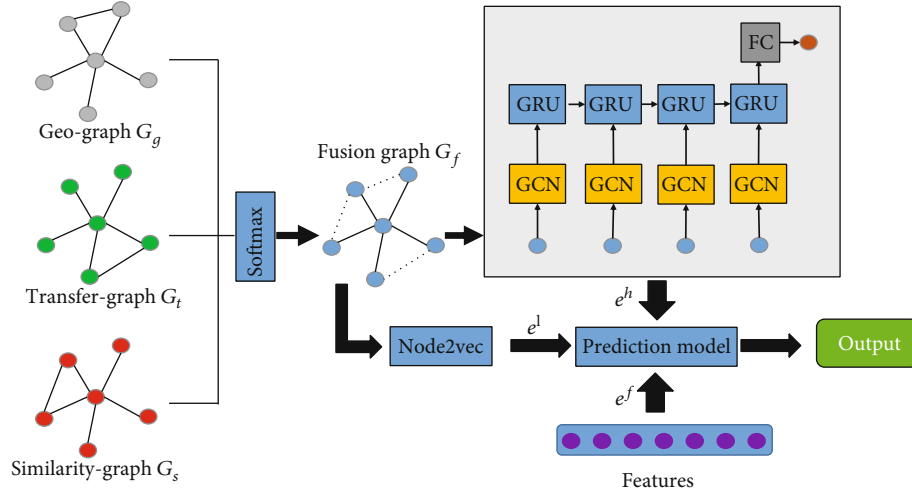 Geo-graph G_g
Transfer-graph G_t
Similarity-graph G_s
Softmax
Fusion graph G_f
FC
GRU GRU GRU GRU
GCN GCN GCN GCN
e^h
Node2vec
e^l
Prediction model
Output
e^f
Features